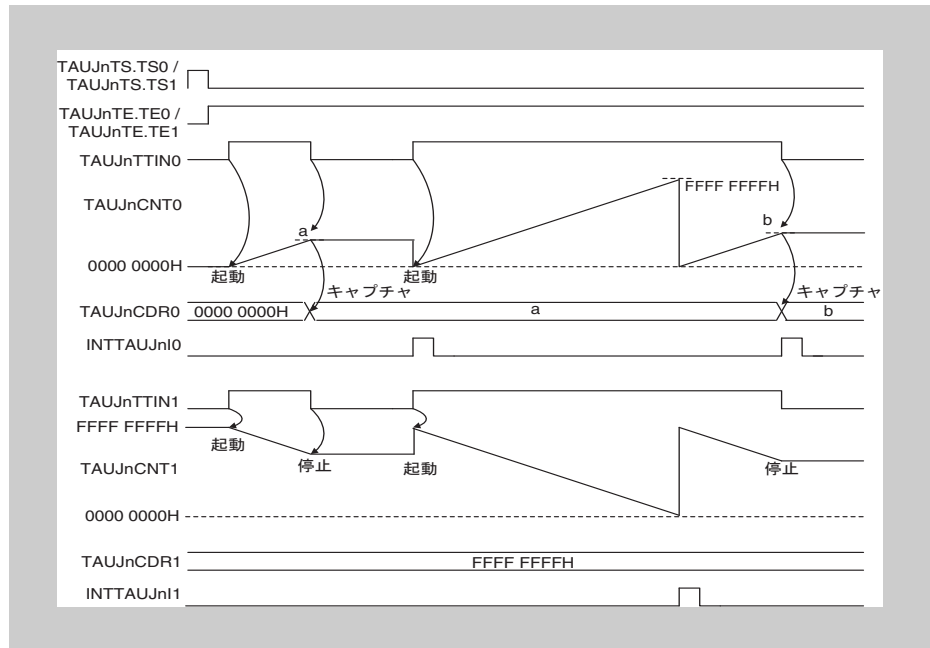 TAUJnTS.TS0 /
TAUJnTS.TS1
TAUJnTE.TE0 /
TAUJnTE.TE1
TAUJnTTIN0
TAUJnCNT0
FFFF FFFFH
a
b
0000 0000H
起動
起動
キャプチャ
キャプチャ
TAUJnCDR0
0000 0000H
a
b
INTTAUJnI0
TAUJnTTIN1
FFFF FFFFH
起動
TAUJnCNT1
停止
起動
停止
0000 0000H
TAUJnCDR1
FFFF FFFFH
INTTAUJnI1